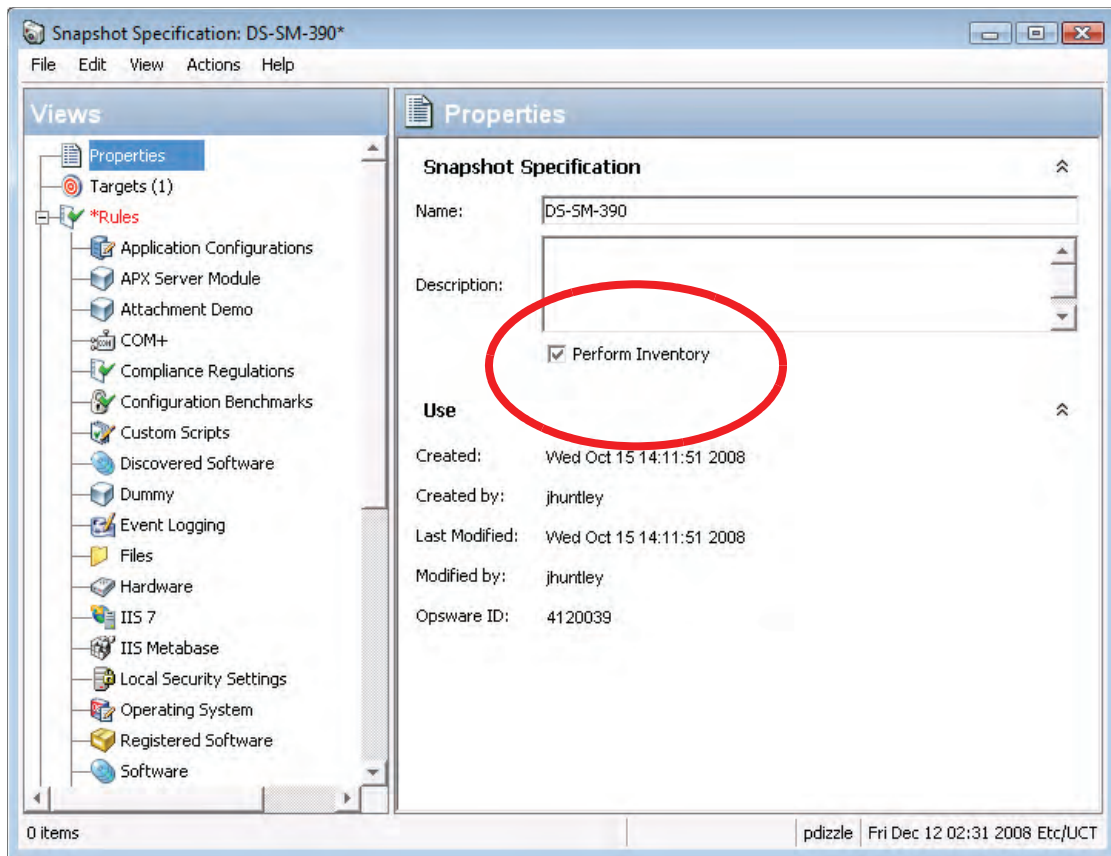 Snapshot Specification: DS-SM-390*
File Edit View Actions Help
Views
Properties
Targets (1)
*Rules
Application Configurations
APX Server Module
Attachment Demo
COM+
Compliance Regulations
Configuration Benchmarks
Custom Scripts
Discovered Software
Dummy
Event Logging
Files
Hardware
IIS 7
IIS Metabase
Local Security Settings
Operating System
Registered Software
Software
Properties
Snapshot Specification
Name: DS-SM-390
Description:
Perform Inventory
Use
Created: Wed Oct 15 14:11:51 2008
Created by: jhuntley
Last Modified: Wed Oct 15 14:11:51 2008
Modified by: jhuntley
Opsware ID: 4120039
0 items
pdizzle Fri Dec 12 02:31 2008 Etc/UCT